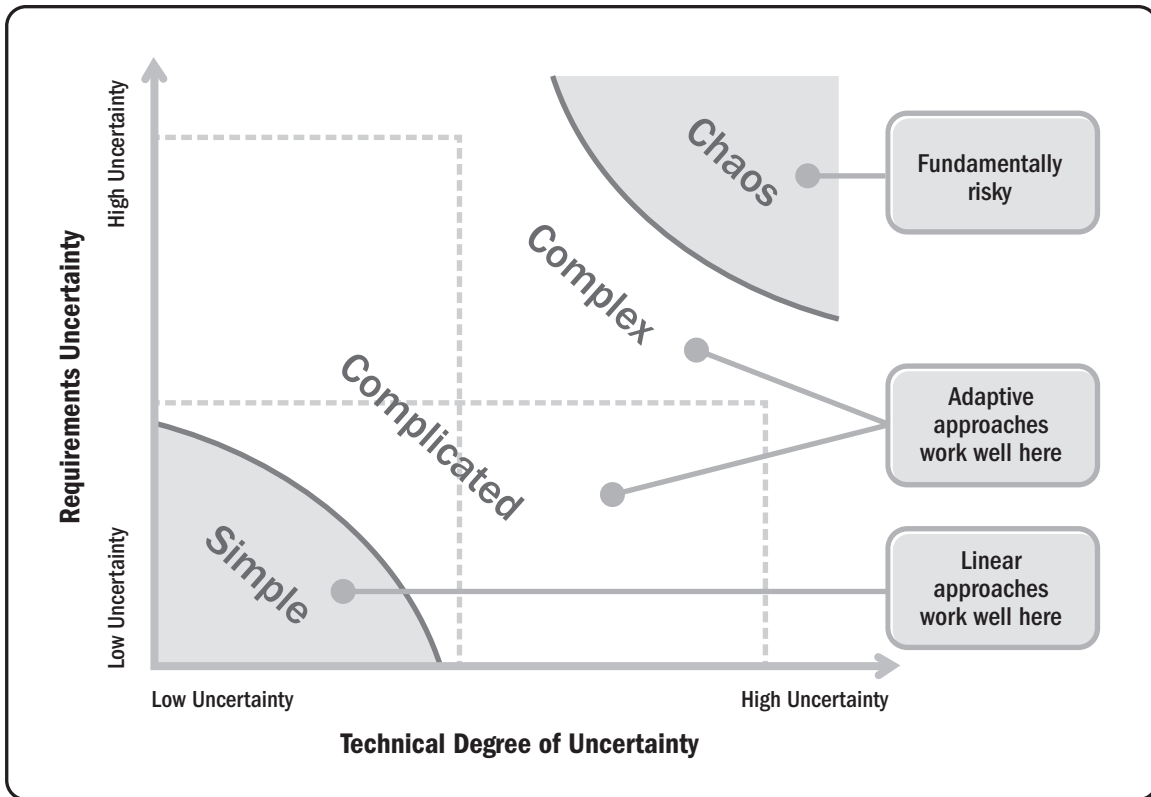 High Uncertainty
Requirements Uncertainty
Low Uncertainty
Chaos
Complex
Complicated
Simple
Fundamentally
risky
Adaptive
approaches
work well here
Linear
approaches
work well here
Low Uncertainty
High Uncertainty
Technical Degree of Uncertainty